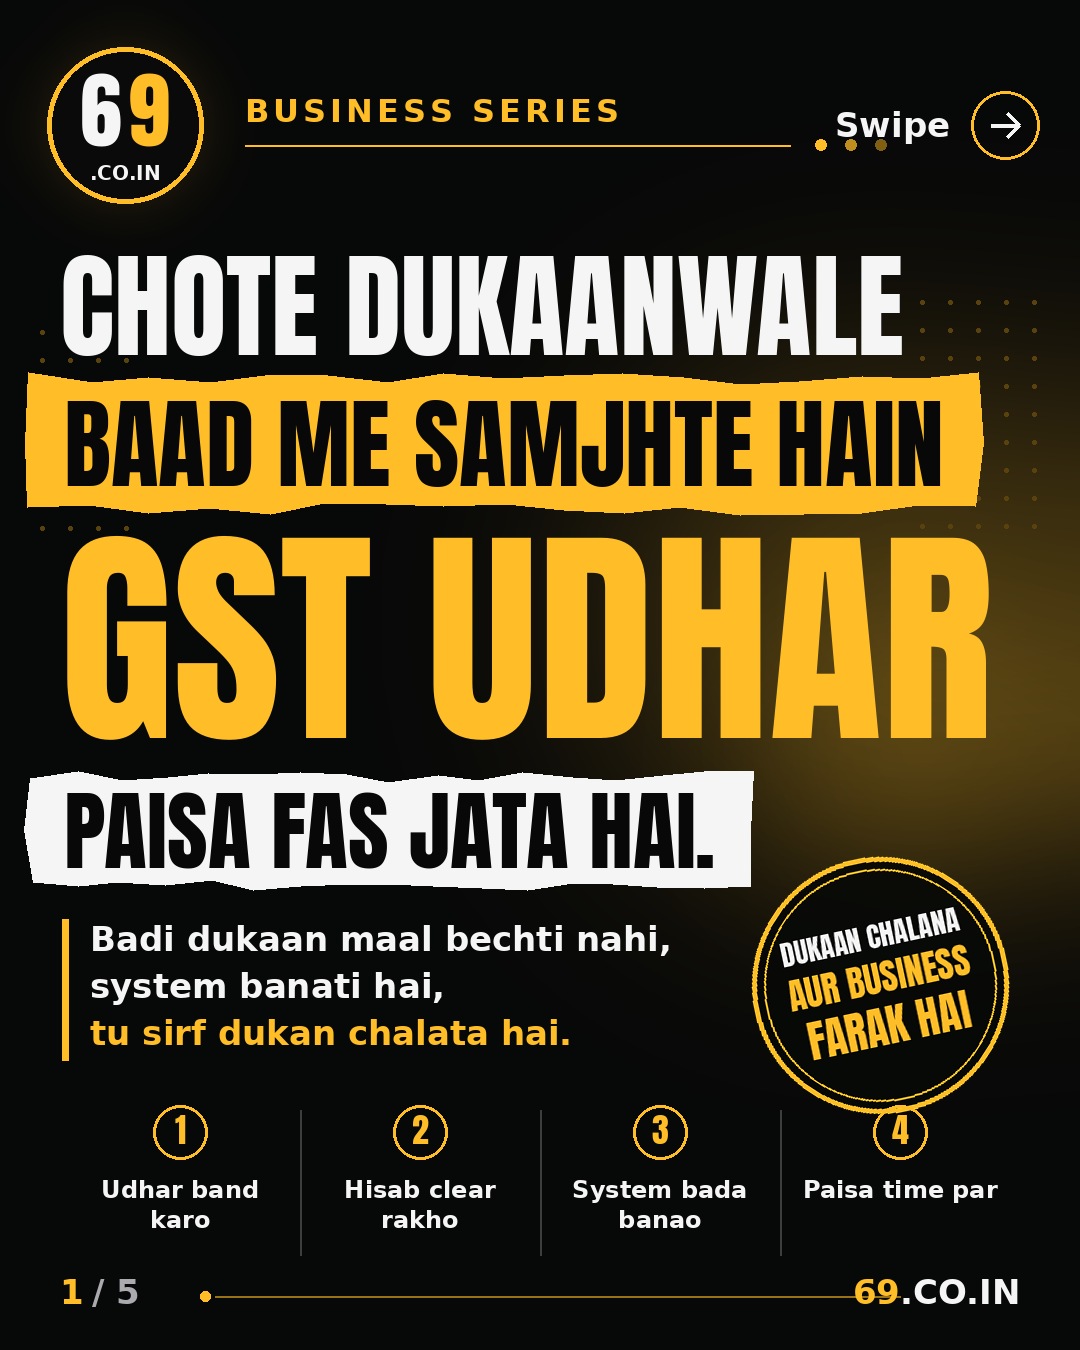 69
.CO.IN
BUSINESS SERIES
Swipe
CHOTE DUKAANWALE
BAAD ME SAMJHTE HAIN
GST UDHAR
PAISA FAS JATA HAI.
Badi dukaan maal bechti nahi,
system banati hai,
tu sirf dukan chalata hai.
DUKAAN CHALANA
AUR BUSINESS
FARAK HAI
1
Udhar band
karo
2
Hisab clear
rakho
3
System bada
banao
4
Paisa time par
1 / 5
69.CO.IN